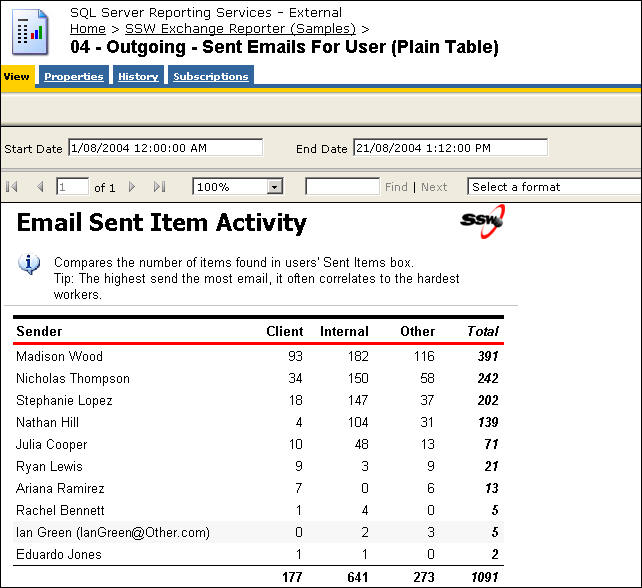 SQL Server Reporting Services - External
Home > SSW Exchange Reporter (Samples) >
04 - Outgoing - Sent Emails For User (Plain Table)
View Properties History Subscriptions
Start Date 1/08/2004 12:00:00 AM End Date 21/08/2004 1:12:00 PM
1 of 1 100% Find | Next Select a format
Email Sent Item Activity SSW
Compares the number of items found in users' Sent Items box.
Tip: The highest send the most email, it often correlates to the hardest
workers.
Sender Client Internal Other Total
Madison Wood 93 182 116 391
Nicholas Thompson 34 150 58 242
Stephanie Lopez 18 147 37 202
Nathan Hill 4 104 31 139
Julia Cooper 10 48 13 71
Ryan Lewis 9 3 9 21
Ariana Ramirez 7 0 6 13
Rachel Bennett 1 4 0 5
Ian Green (IanGreen@Other.com) 0 2 3 5
Eduardo Jones 1 1 0 2
177 641 273 1091